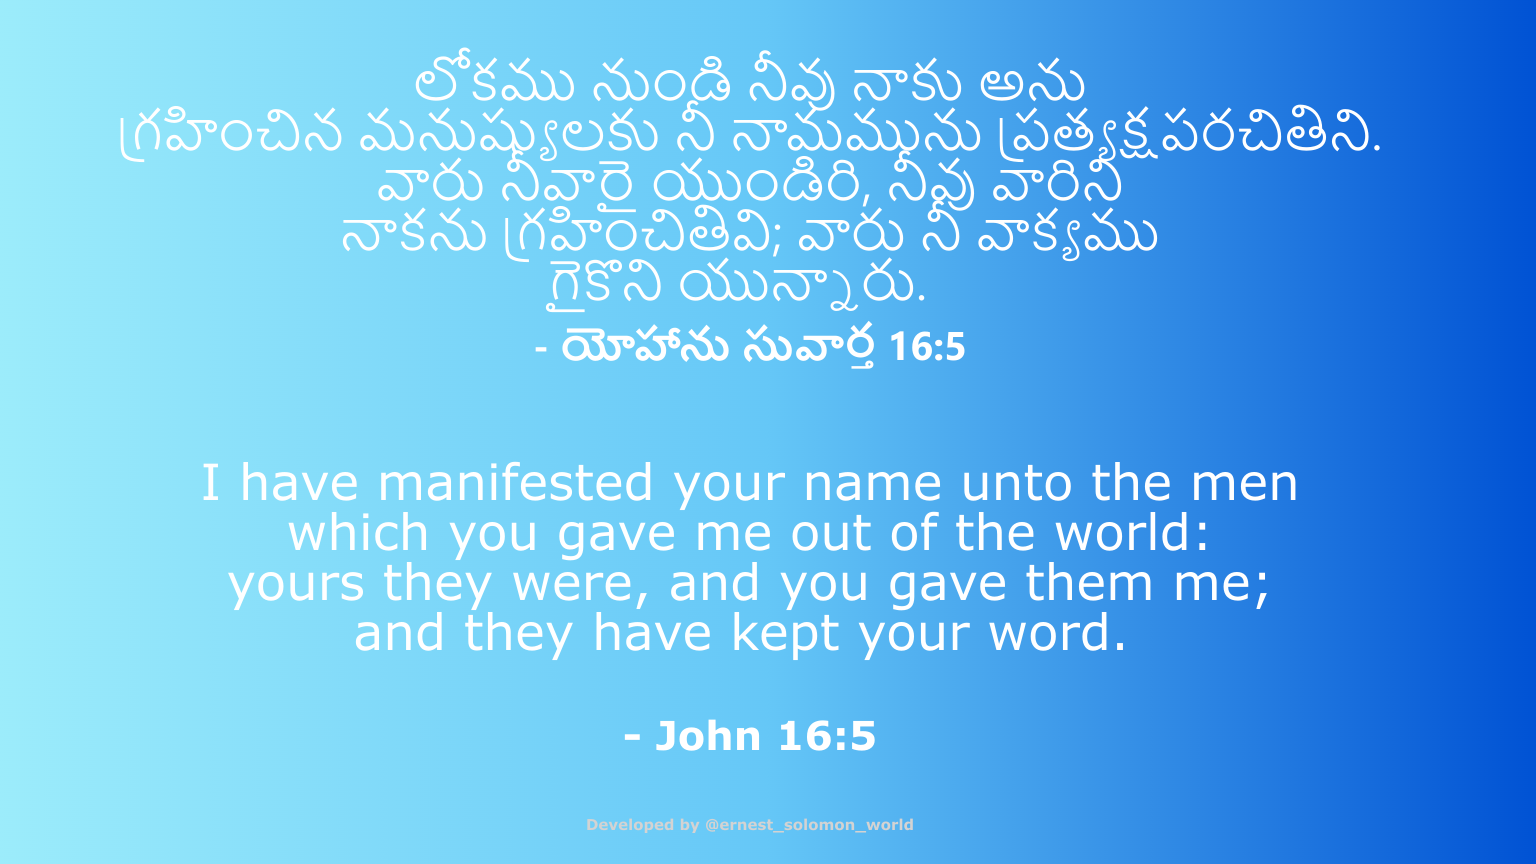 లోకము నుండి నీవు నాకు అను
గ్రహించిన మనుష్యులకు నీ నామమును ప్రత్యక్షపరచితిని.
వారు నీవారై యుండిరి, నీవు వారిని
నాకను గ్రహించితివి; వారు నీ వాక్యము
గైకొని యున్నారు.
- యోహాను సువార్త 16:5
I have manifested your name unto the men
which you gave me out of the world:
yours they were, and you gave them me;
and they have kept your word.
- John 16:5
Developed by @ernest_solomon_world